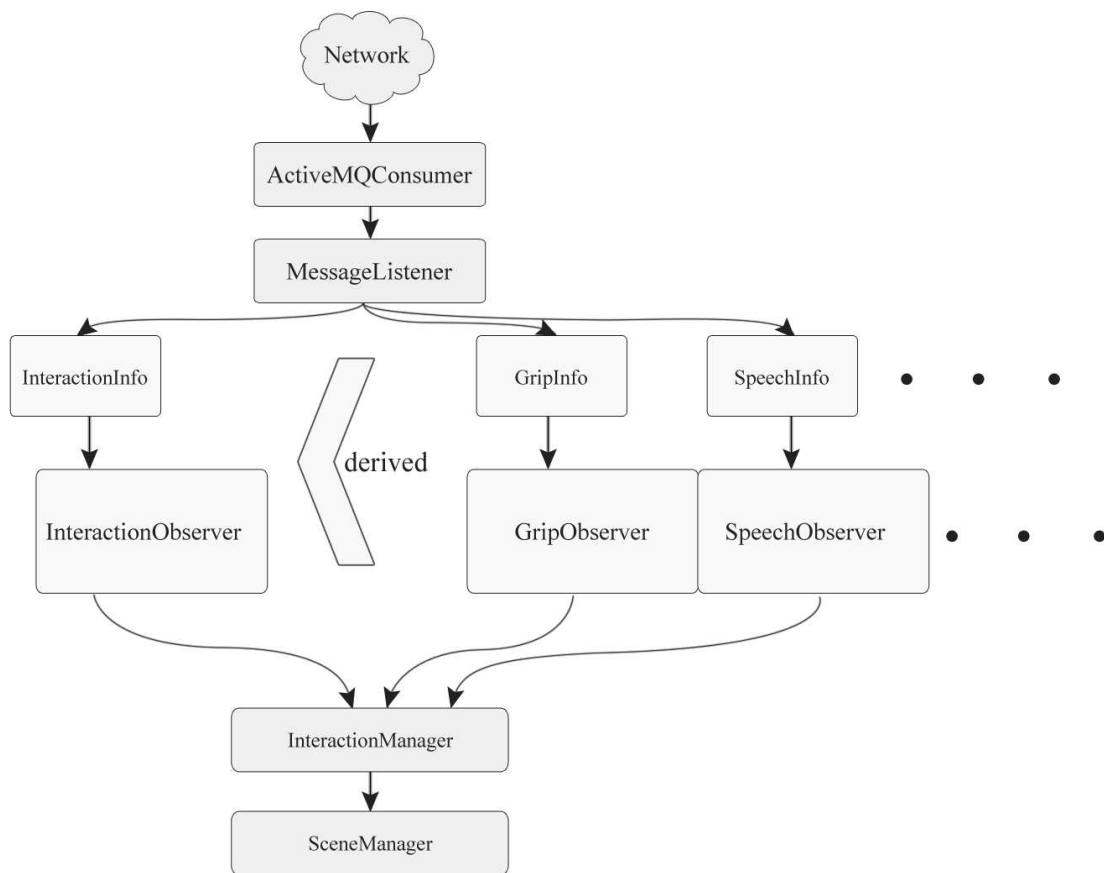 Network
ActiveMQConsumer
MessageListener
InteractionInfo
GripInfo
SpeechInfo
derived
InteractionObserver
GripObserver
SpeechObserver
InteractionManager
SceneManager